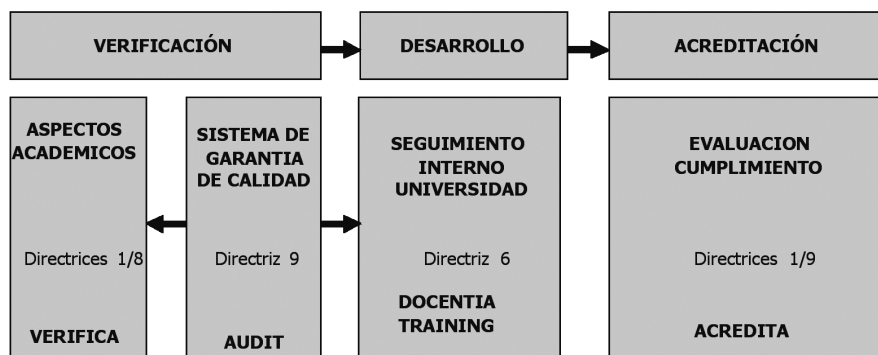 VERIFICACIÓN
DESARROLLO
ACREDITACIÓN
ASPECTOS
ACADEMICOS
Directrices 1/8
VERIFICA
SISTEMA DE
GARANTIA
DE CALIDAD
Directriz 9
AUDIT
SEGUIMIENTO
INTERNO
UNIVERSIDAD
Directriz 6
DOCENTIA
TRAINING
EVALUACION
CUMPLIMIENTO
Directrices 1/9
ACREDITA